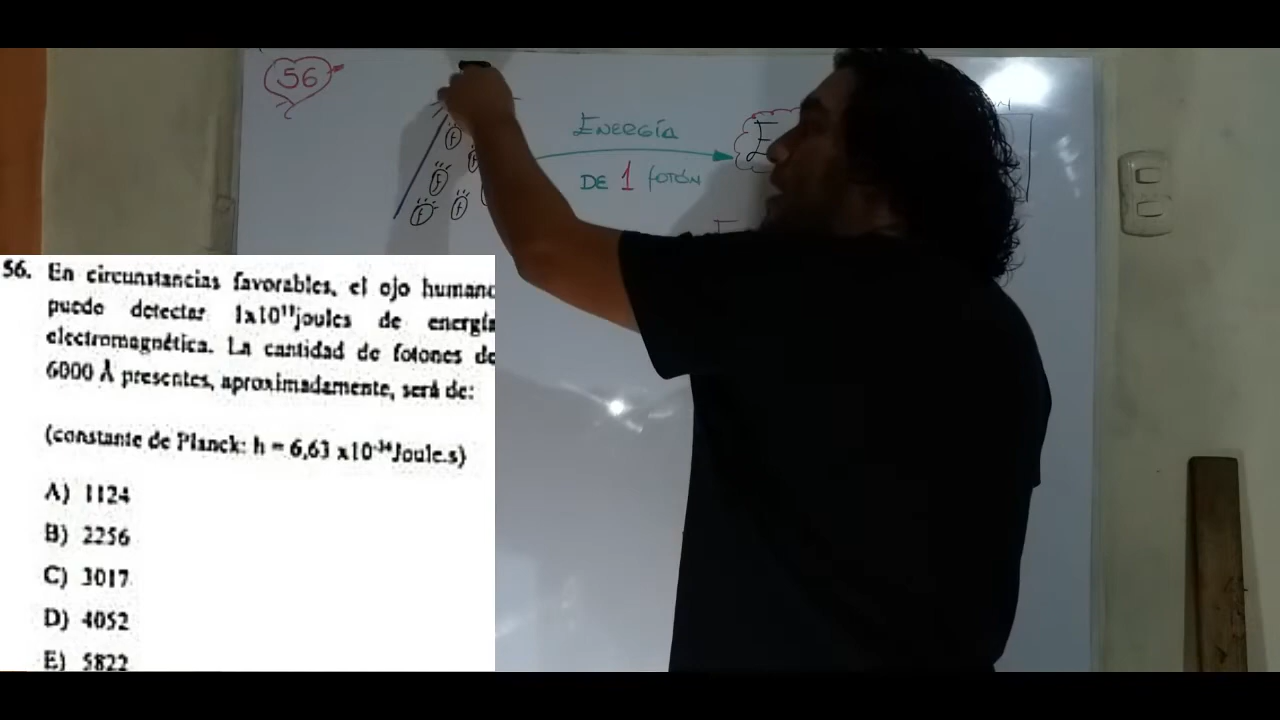 56
ENERGÍA
DE 1 fOTÓN
E
56. En circunstancias favorables, el ojo humano
puede detectar 1x10¹¹joules de energía
electromagnética. La cantidad de fotones de
6000 Å presentes, aproximadamente, será de:
(constante de Planck: h = 6,63 x10⁻³⁴Joule.s)
A) 1124
B) 2256
C) 3017
D) 4052
E) 5822